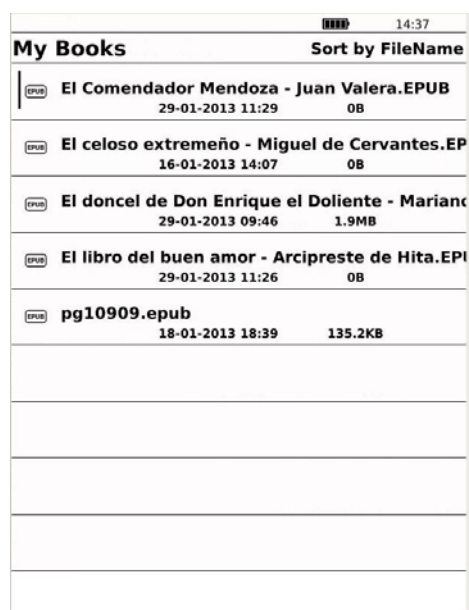 14:37
My Books Sort by FileName
EPUB El Comendador Mendoza - Juan Valera.EPUB
29-01-2013 11:29 0B
EPUB El celoso extremeño - Miguel de Cervantes.EP
16-01-2013 14:07 0B
EPUB El doncel de Don Enrique el Doliente - Mariano
29-01-2013 09:46 1.9MB
EPUB El libro del buen amor - Arcipreste de Hita.EPU
29-01-2013 11:26 0B
EPUB pg10909.epub
18-01-2013 18:39 135.2KB